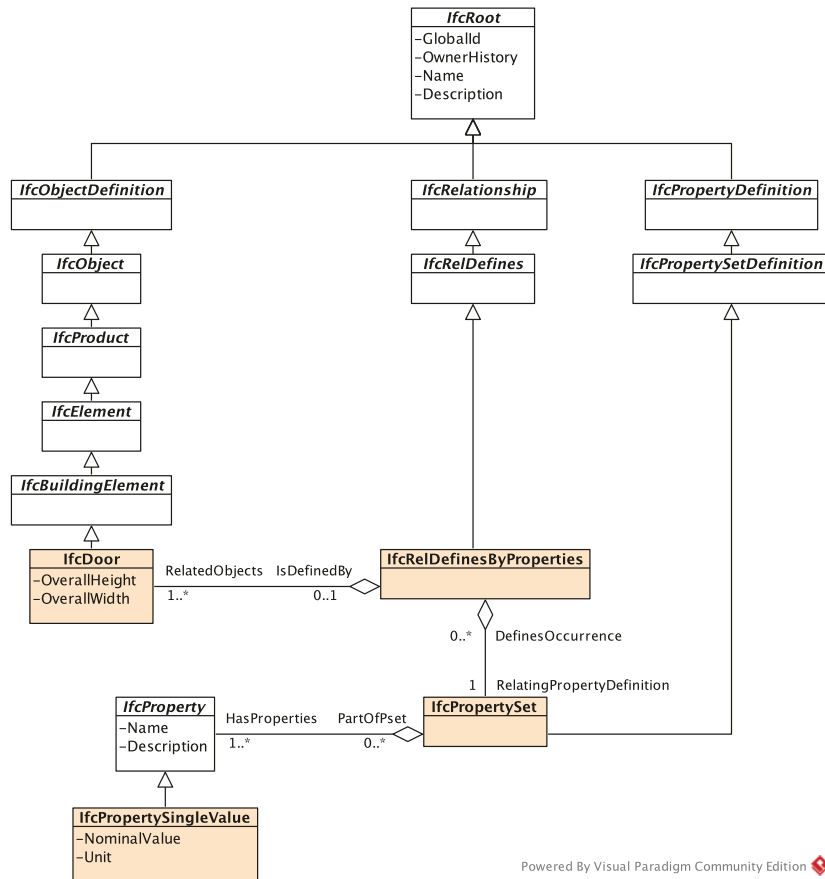 IfcRoot
-GlobalId
-OwnerHistory
-Name
-Description
IfcObjectDefinition
IfcRelationship
IfcPropertyDefinition
IfcObject
IfcRelDefines
IfcPropertySetDefinition
IfcProduct
IfcElement
IfcBuildingElement
IfcDoor
-OverallHeight
-OverallWidth
RelatedObjects IsDefinedBy
1..* 0..1
IfcRelDefinesByProperties
0..* DefinesOccurrence
1 RelatingPropertyDefinition
IfcProperty
-Name
-Description
HasProperties PartOfPset
1..* 0..*
IfcPropertySet
IfcPropertySingleValue
-NominalValue
-Unit
Powered By Visual Paradigm Community Edition